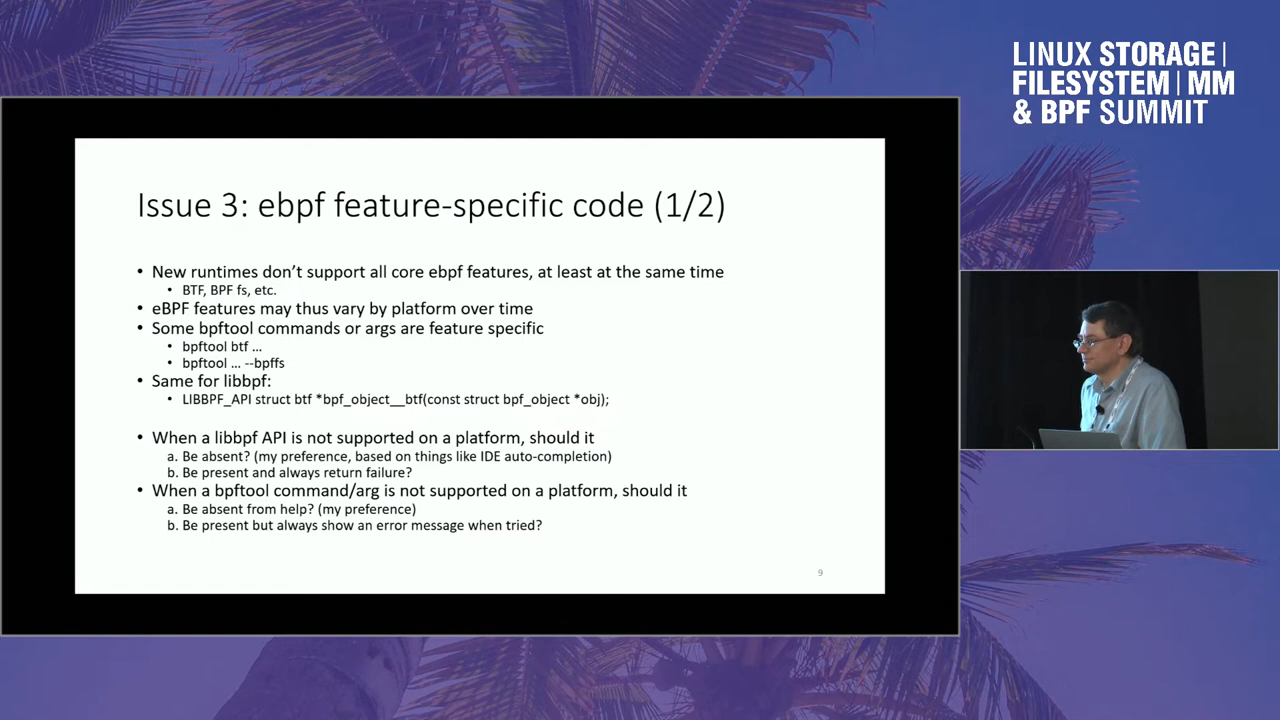 LINUX STORAGE |
FILESYSTEM | MM
& BPF SUMMIT
Issue 3: ebpf feature-specific code (1/2)
• New runtimes don’t support all core ebpf features, at least at the same time
• BTF, BPF fs, etc.
• eBPF features may thus vary by platform over time
• Some bpftool commands or args are feature specific
• bpftool btf …
• bpftool … --bpffs
• Same for libbpf:
• LIBBPF_API struct btf *bpf_object__btf(const struct bpf_object *obj);
• When a libbpf API is not supported on a platform, should it
a. Be absent? (my preference, based on things like IDE auto-completion)
b. Be present and always return failure?
• When a bpftool command/arg is not supported on a platform, should it
a. Be absent from help? (my preference)
b. Be present but always show an error message when tried?
9